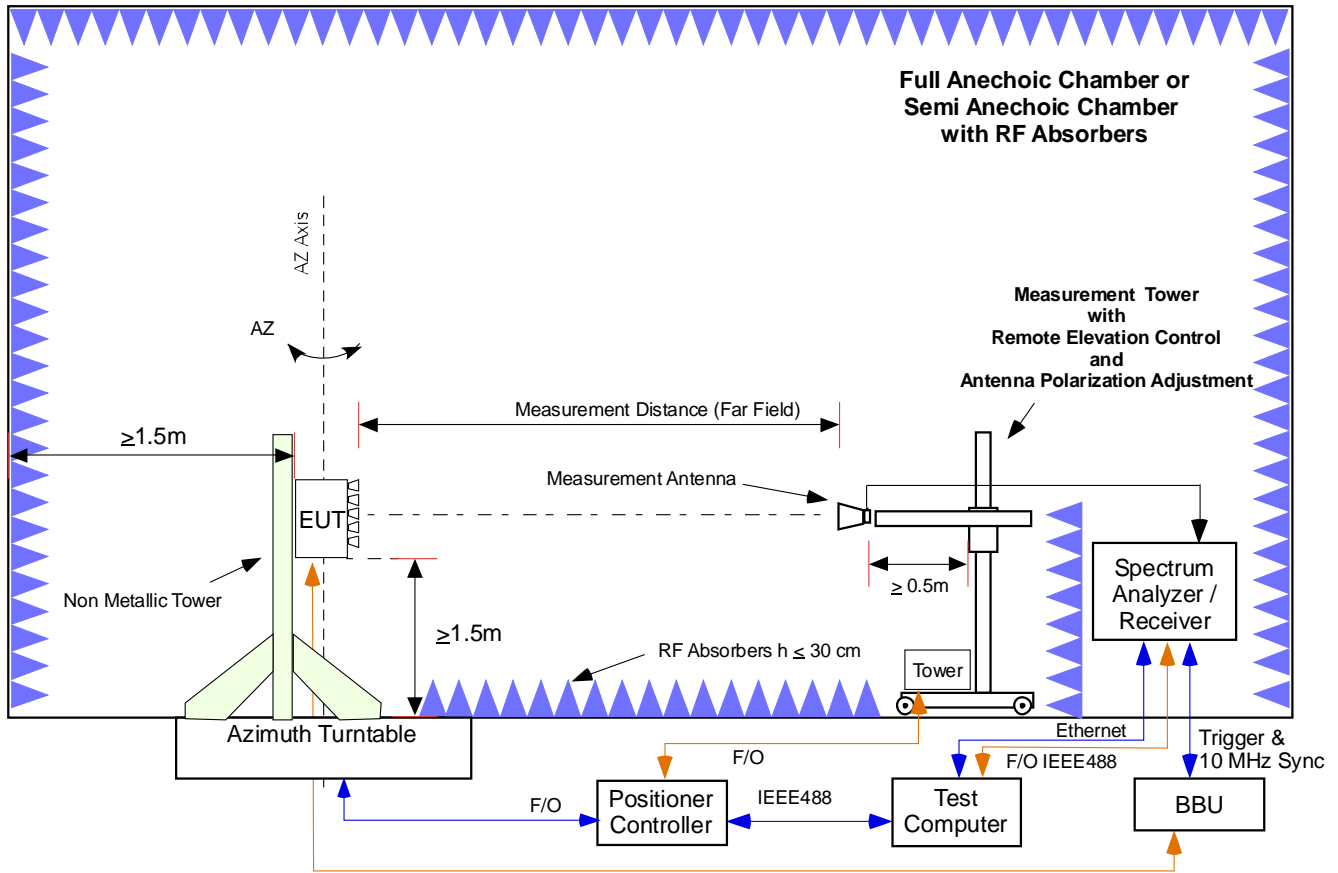 Full Anechoic Chamber or
Semi Anechoic Chamber
with RF Absorbers
AZ Axis
AZ
Measurement Tower
with
Remote Elevation Control
and
Antenna Polarization Adjustment
Measurement Distance (Far Field)
≥1.5m
Measurement Antenna
EUT
≥ 0.5m
Spectrum
Analyzer /
Receiver
Non Metallic Tower
≥1.5m
RF Absorbers h ≤ 30 cm
Tower
Azimuth Turntable
Ethernet
Trigger &
10 MHz Sync
F/O
F/O IEEE488
F/O
Positioner
Controller
IEEE488
Test
Computer
BBU